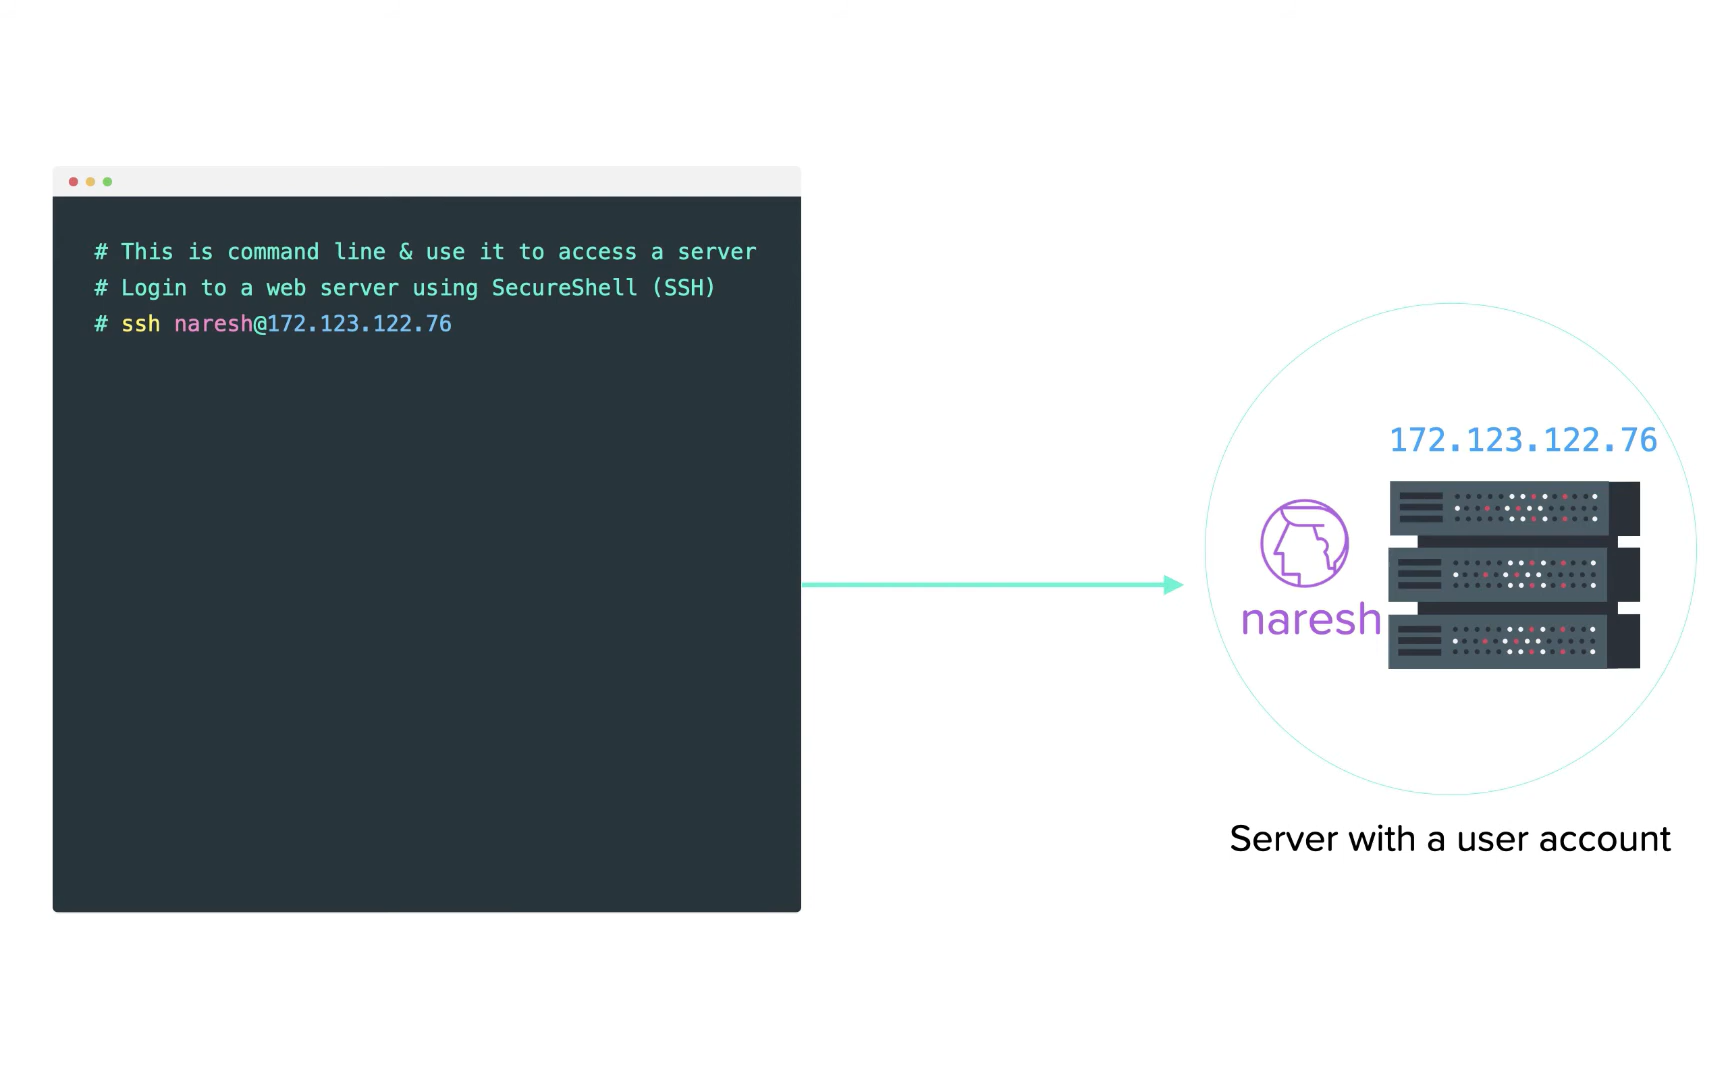 # This is command line & use it to access a server
# Login to a web server using SecureShell (SSH)
# ssh naresh@172.123.122.76
172.123.122.76
naresh
Server with a user account